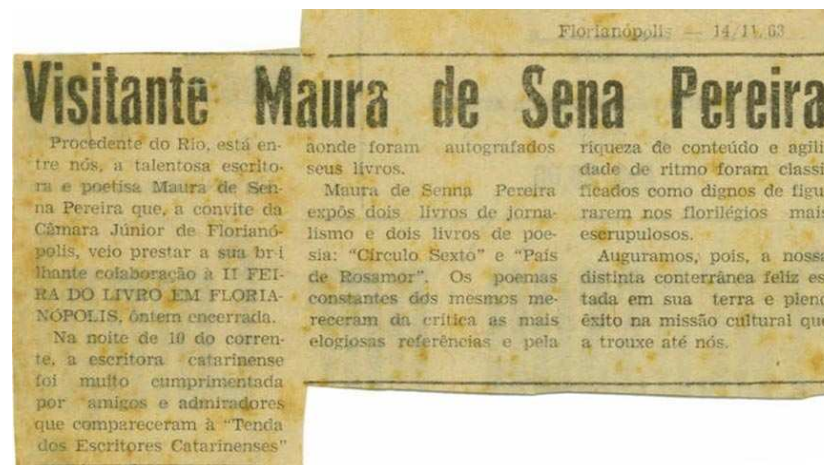 Florianópolis — 14/11/63
Visitante Maura de Sena Pereira
Procedente do Rio, está en-
tre nós, a talentosa escrito-
ra e poetisa Maura de Sen-
na Pereira que, a convite da
Câmara Júnior de Florianó-
polis, veio prestar a sua bri
lhante colaboração à II FEI-
RA DO LIVRO EM FLORIA-
NÓPOLIS, ôntem encerrada.
Na noite de 10 do corren-
te, a escritora catarinense
foi muito cumprimentada
por amigos e admiradores
que compareceram à "Tenda
dos Escritores Catarinenses"
aonde foram autografados
seus livros.
Maura de Senna Pereira
expôs dois livros de jorna-
lismo e dois livros de poe-
sia: "Círculo Sexto" e "País
de Rosamor". Os poemas
constantes dos mesmos me-
receram da crítica as mais
elogiosas referências e pela
riqueza de conteúdo e agili
dade de ritmo foram classi
ficados como dignos de figu
rarem nos florilégios mais
escrupulosos.
Auguramos, pois, a nossa
distinta conterrânea feliz es
tada em sua terra e pleno
êxito na missão cultural que
a trouxe até nós.